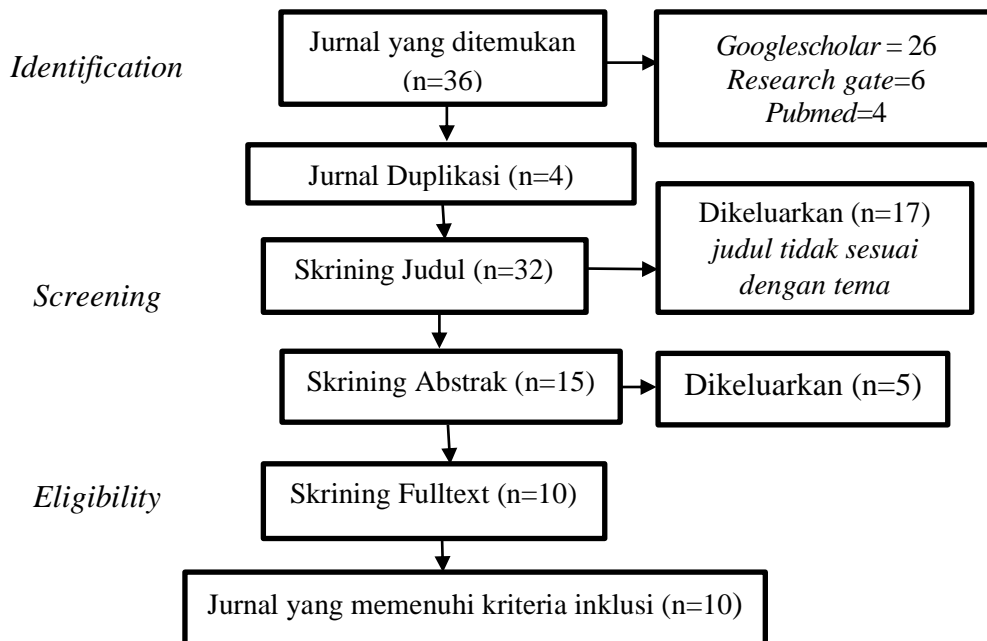 Identification
Jurnal yang ditemukan
(n=36)
Googlescholar = 26
Research gate=6
Pubmed=4
Jurnal Duplikasi (n=4)
Screening
Skrining Judul (n=32)
Dikeluarkan (n=17)
judul tidak sesuai
dengan tema
Skrining Abstrak (n=15)
Dikeluarkan (n=5)
Eligibility
Skrining Fulltext (n=10)
Jurnal yang memenuhi kriteria inklusi (n=10)